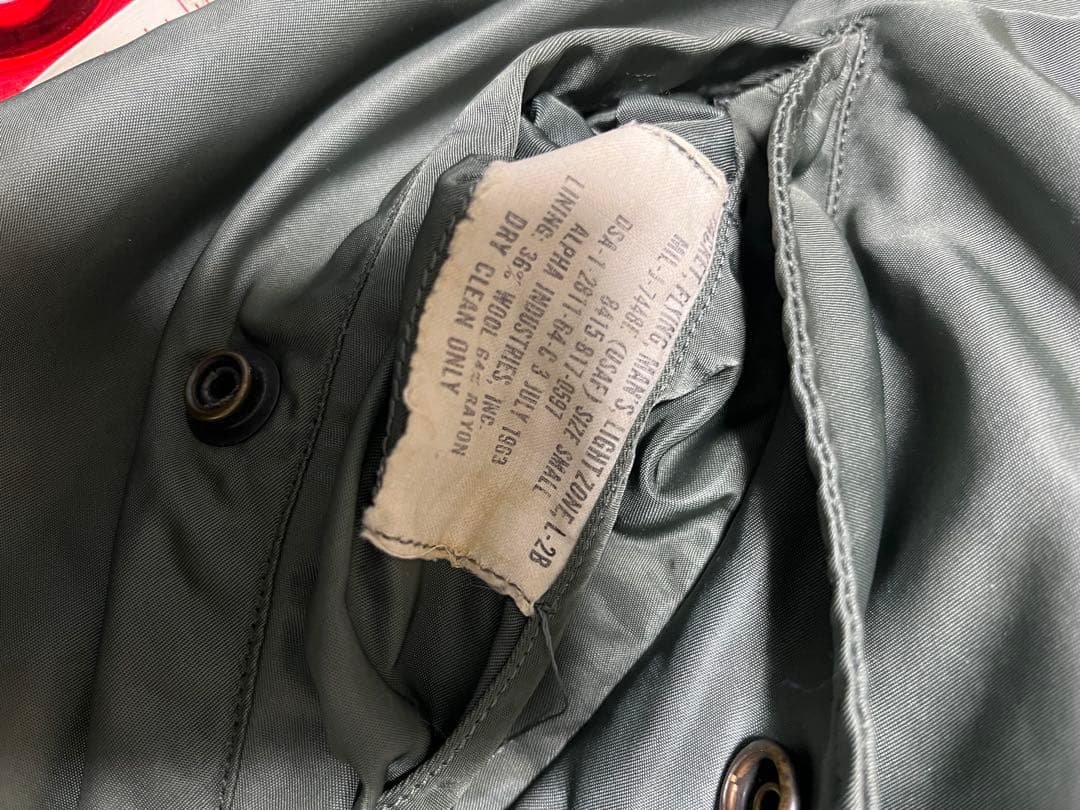 JACKET, FLYING, MAN'S, LIGHT ZONE, L-2B
MIL-J-7448E (USAF) SIZE SMALL
8415 817-0597
DSA-1-2811-64-C 3 JULY 1963
ALPHA INDUSTRIES, INC.
LINING: 36% WOOL 64% RAYON
DRY CLEAN ONLY